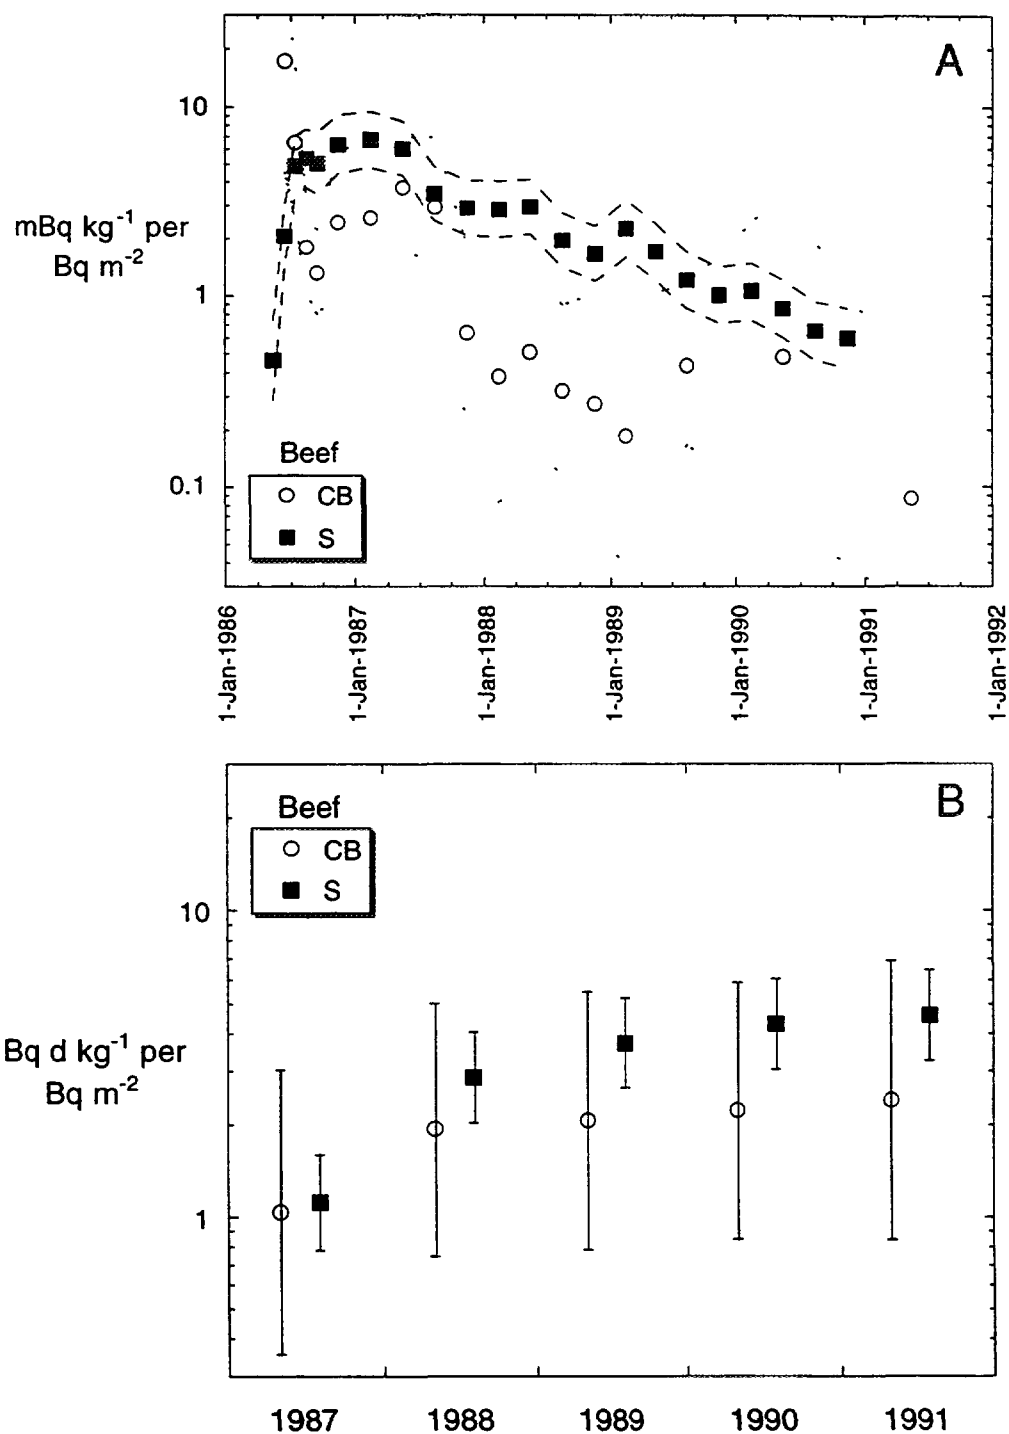 A
10
mBq kg⁻¹ per
Bq m⁻²
1
0.1
Beef
CB
S
1-Jan-1986
1-Jan-1987
1-Jan-1988
1-Jan-1989
1-Jan-1990
1-Jan-1991
1-Jan-1992
B
Beef
CB
S
10
Bq d kg⁻¹ per
Bq m⁻²
1
1987
1988
1989
1990
1991